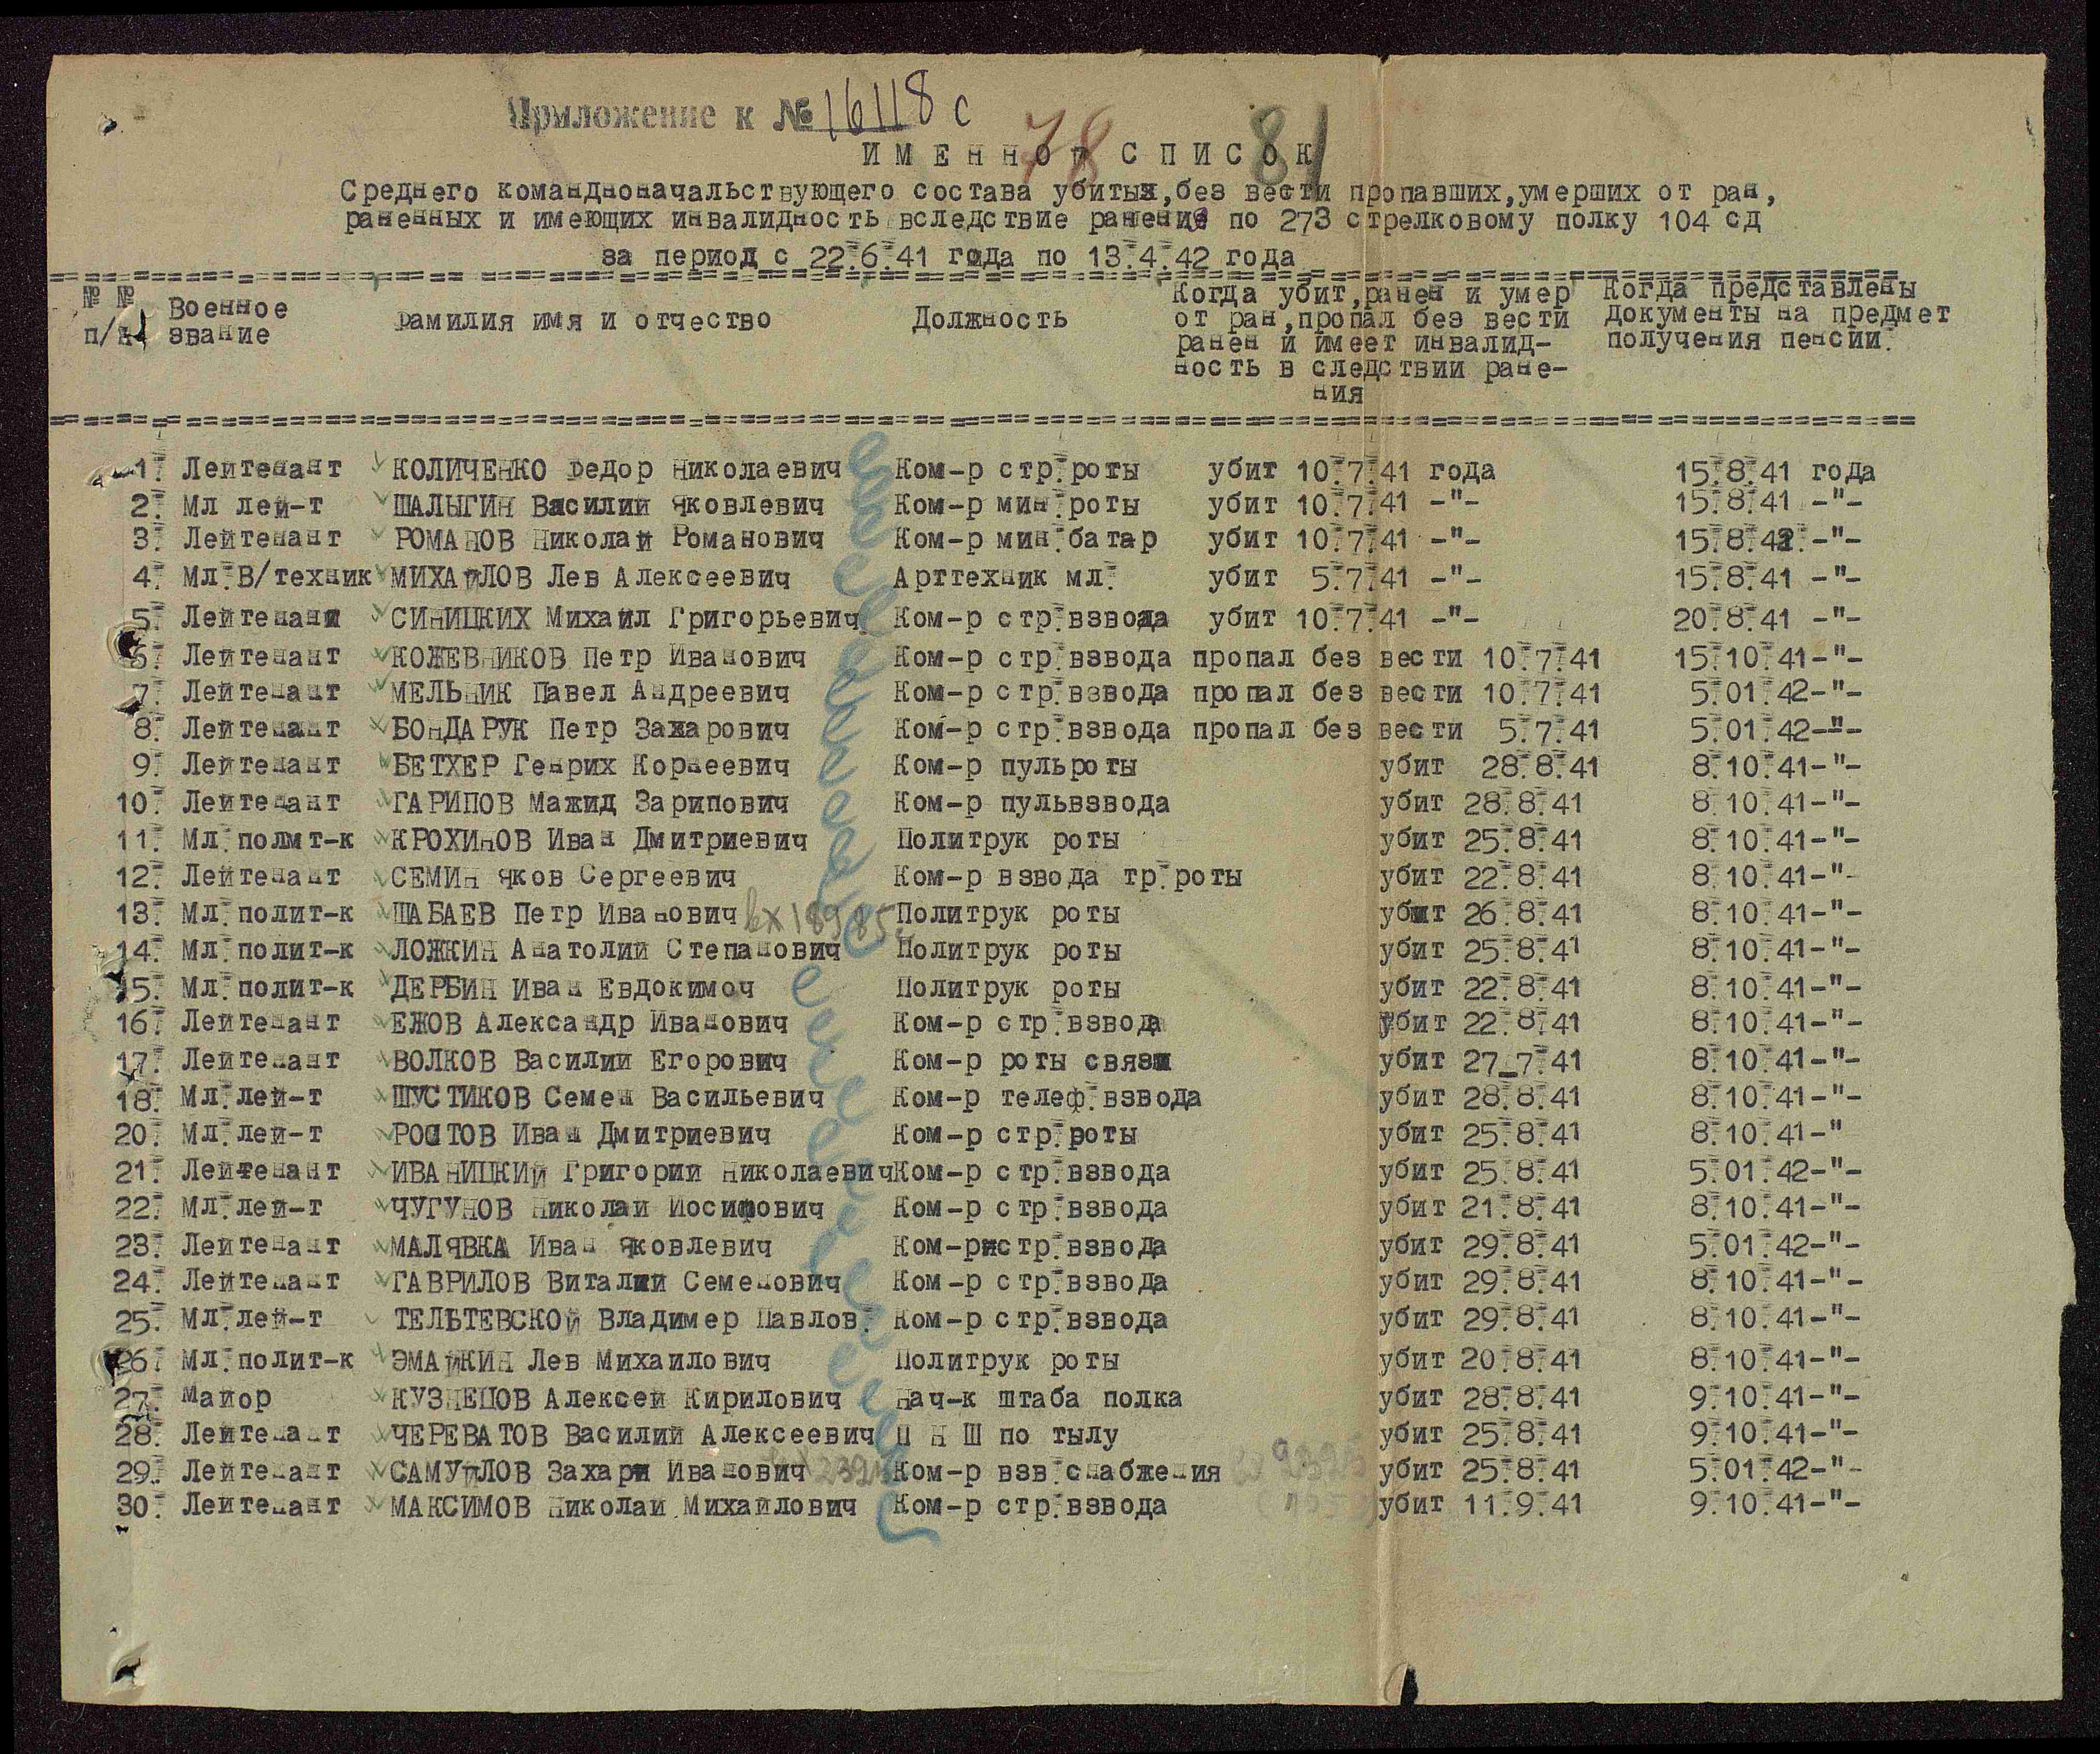 Приложение к № 16118 с
78 81
ИМЕННОЙ СПИСОК
Среднего командноначальствующего состава убитых, без вести пропавших, умерших от ран,
раненных и имеющих инвалидность вследствие ранение по 273 стрелковому полку 104 сд
за период с 22.6.41 года по 13.4.42 года
№ № п/п Военное звание Фамилия имя и отчество Должность Когда убит, ранен и умер от ран, пропал без вести ранен и имеет инвалид-ность в следствии ране-ния Когда представлены документы на предмет получения пенсии.
1. Лейтенант КОЛИЧЕНКО Федор Николаевич Ком-р стр.роты убит 10.7.41 года 15.8.41 года
2. Мл лей-т ШАЛЫГИН Василий Яковлевич Ком-р мин.роты убит 10.7.41 -"- 15.8.41 -"-
3. Лейтенант РОМАНОВ Николай Романович Ком-р мин.батар убит 10.7.41 -"- 15.8.42.-"-
4. Мл.В/техник МИХАЙЛОВ Лев Алексеевич Арттехник мл. убит 5.7.41 -"- 15.8.41 -"-
5. Лейтенант СИНИЦКИХ Михаил Григорьевич Ком-р стр.взвода убит 10.7.41 -"- 20.8.41 -"-
6. Лейтенант КОЖЕВНИКОВ Петр Иванович Ком-р стр.взвода пропал без вести 10.7.41 15.10.41-"-
7. Лейтенант МЕЛЬНИК Павел Андреевич Ком-р стр.взвода пропал без вести 10.7.41 5.01.42-"-
8. Лейтенант БОНДАРУК Петр Захарович Ком-р стр.взвода пропал без вести 5.7.41 5.01.42-"-
9. Лейтенант БЕТХЕР Генрих Корнеевич Ком-р пульроты убит 28.8.41 8.10.41-"-
10. Лейтенант ГАРИПОВ Мажид Зарипович Ком-р пульвзвода убит 28.8.41 8.10.41-"-
11. Мл.полит-к КРОХИНОВ Иван Дмитриевич Политрук роты убит 25.8.41 8.10.41-"-
12. Лейтенант СЕМИН Яков Сергеевич Ком-р взвода тр.роты убит 22.8.41 8.10.41-"-
13. Мл.полит-к ШАБАЕВ Петр Иванович Политрук роты убит 26.8.41 8.10.41-"-
14. Мл.полит-к ЛОЖКИН Анатолий Степанович Политрук роты убит 25.8.41 8.10.41-"-
15. Мл.полит-к ДЕРБИН Иван Евдокимоч Политрук роты убит 22.8.41 8.10.41-"-
16. Лейтенант ЕЖОВ Александр Иванович Ком-р стр.взвода убит 22.8.41 8.10.41-"-
17. Лейтенант ВОЛКОВ Василий Егорович Ком-р роты связи убит 27_7.41 8.10.41-"-
18. Мл.лей-т ШУСТИКОВ Семен Васильевич Ком-р телеф.взвода убит 28.8.41 8.10.41-"-
20. Мл.лей-т РОСТОВ Иван Дмитриевич Ком-р стр.роты убит 25.8.41 8.10.41-"
21. Лейтенант ИВАНИЦКИЙ Григорий Николаевич Ком-р стр.взвода убит 25.8.41 5.01.42-"-
22. Мл.лей-т ЧУГУНОВ Николай Иосифович Ком-р стр.взвода убит 21.8.41 8.10.41-"-
23. Лейтенант МАЛЯВКА Иван Яковлевич Ком-р стр.взвода убит 29.8.41 5.01.42-"-
24. Лейтенант ГАВРИЛОВ Виталий Семенович Ком-р стр.взвода убит 29.8.41 8.10.41-"-
25. Мл.лей-т ТЕЛЬТЕВСКОЙ Владимер Павлов. Ком-р стр.взвода убит 29.8.41 8.10.41-"-
26. Мл.полит-к ЭМАЙКИН Лев Михаилович Политрук роты убит 20.8.41 8.10.41-"-
27. Майор КУЗНЕЦОВ Алексей Кирилович Нач-к штаба полка убит 28.8.41 9.10.41-"-
28. Лейтенант ЧЕРЕВАТОВ Василий Алексеевич П Н Ш по тылу убит 25.8.41 9.10.41-"-
29. Лейтенант САМУЙЛОВ Захари Иванович Ком-р взв.снабжения убит 25.8.41 5.01.42-"-
30. Лейтенант МАКСИМОВ Николай Михайлович Ком-р стр.взвода убит 11.9.41 9.10.41-"-